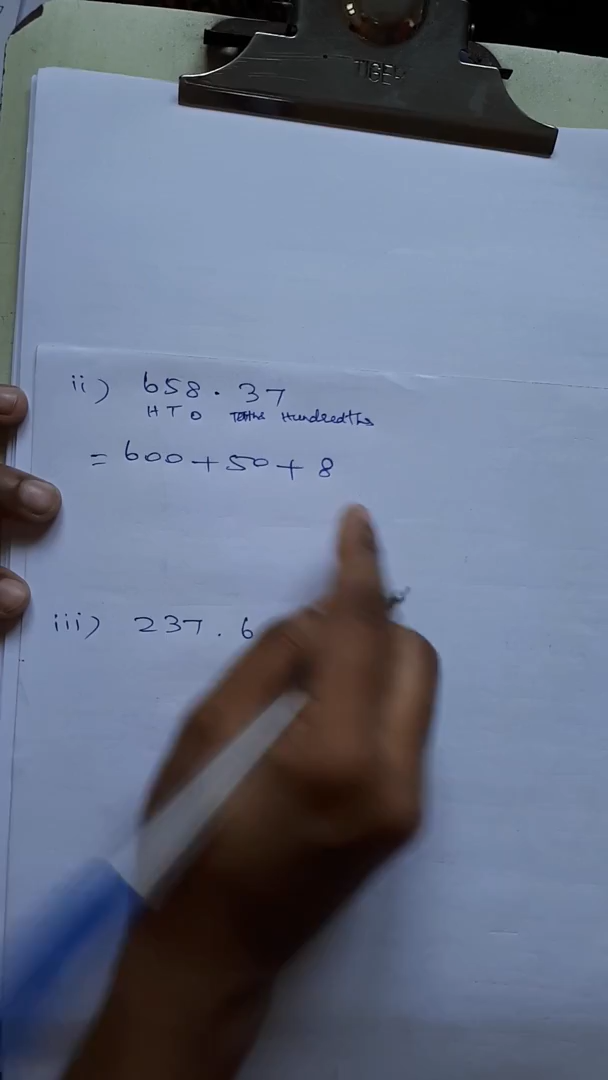 TIGER
ii) 658.37
H T O Tenths Hundredths
= 600 + 50 + 8
iii) 237.6